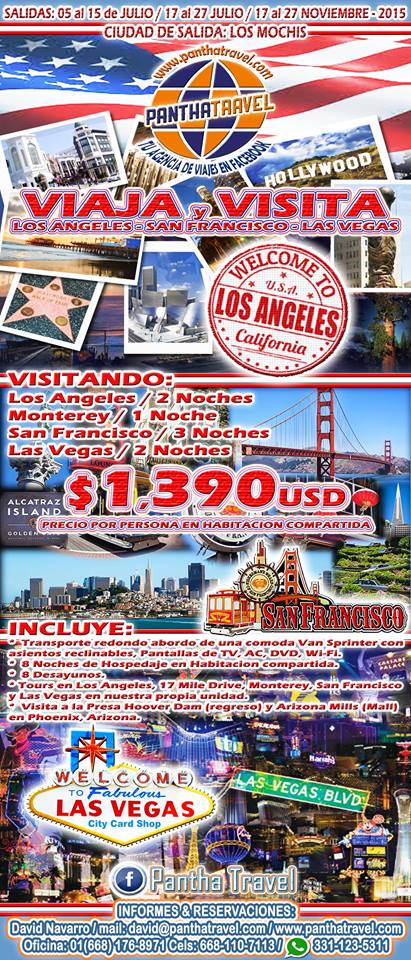 SALIDAS: 05 al 15 de JULIO / 17 al 27 JULIO / 17 al 27 NOVIEMBRE - 2015
CIUDAD DE SALIDA: LOS MOCHIS
www.panthatravel.com
PANTHATRAVEL
TU AGENCIA DE VIAJES EN FACEBOOK
HOLLYWOOD
VIAJA y VISITA
LOS ANGELES - SAN FRANCISCO - LAS VEGAS
WELCOME TO
U.S.A.
LOS ANGELES
California
VISITANDO:
Los Angeles / 2 Noches
Monterey / 1 Noche
San Francisco / 3 Noches
Las Vegas / 2 Noches
$1,390USD
ALCATRAZ
ISLAND
PRECIO POR PERSONA EN HABITACION COMPARTIDA
SAN FRANCISCO
INCLUYE:
Transporte redondo abordo de una comoda Van Sprinter con
asientos reclinables, Pantallas de TV, AC, DVD, Wi-Fi.
8 Noches de Hospedaje en Habitacion compartida.
8 Desayunos.
Tours en Los Angeles, 17 Mile Drive, Monterey, San Francisco
y Las Vegas en nuestra propia unidad.
Visita a la Presa Hoover Dam (regreso) y Arizona Mills (Mall)
en Phoenix, Arizona.
CAESARS
PALACE
WELCOME
TO Fabulous
LAS VEGAS
City Card Shop
LAS VEGAS BLVD
f Pantha Travel
INFORMES & RESERVACIONES:
David Navarro / mail: david@panthatravel.com / www.panthatravel.com
Oficina: 01(668) 176-8971 Cels: 668-110-7113 / 331-123-5311